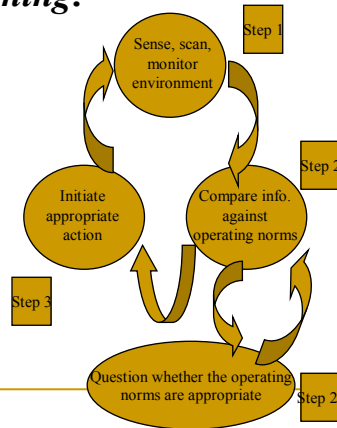 ning?
Sense, scan,
monitor
environment
Step 1
Step 2
Initiate
appropriate
action
Compare info.
against
operating norms
Step 3
Question whether the operating
norms are appropriate
Step 2